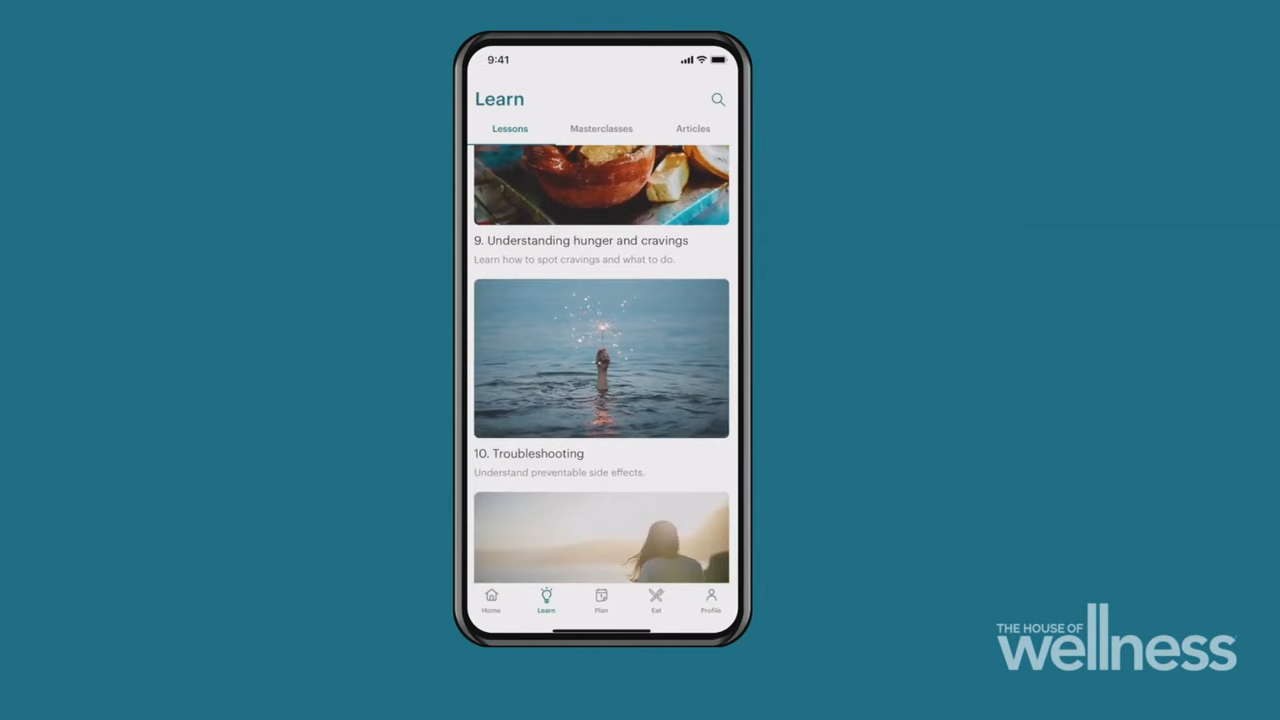 9:41
Learn
Lessons Masterclasses Articles
9. Understanding hunger and cravings
Learn how to spot cravings and what to do.
10. Troubleshooting
Understand preventable side effects.
Home Learn Plan Eat Profile
THE HOUSE OF
wellness